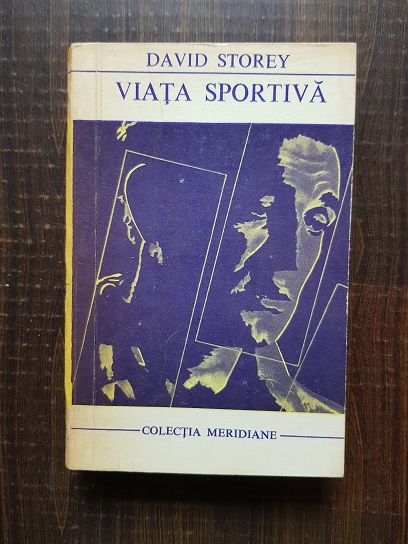 DAVID STOREY
VIAȚA SPORTIVĂ
COLECȚIA MERIDIANE